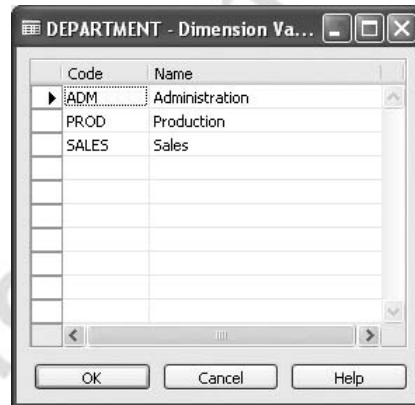 DEPARTMENT - Dimension Va...
Code Name
ADM Administration
PROD Production
SALES Sales
OK Cancel Help